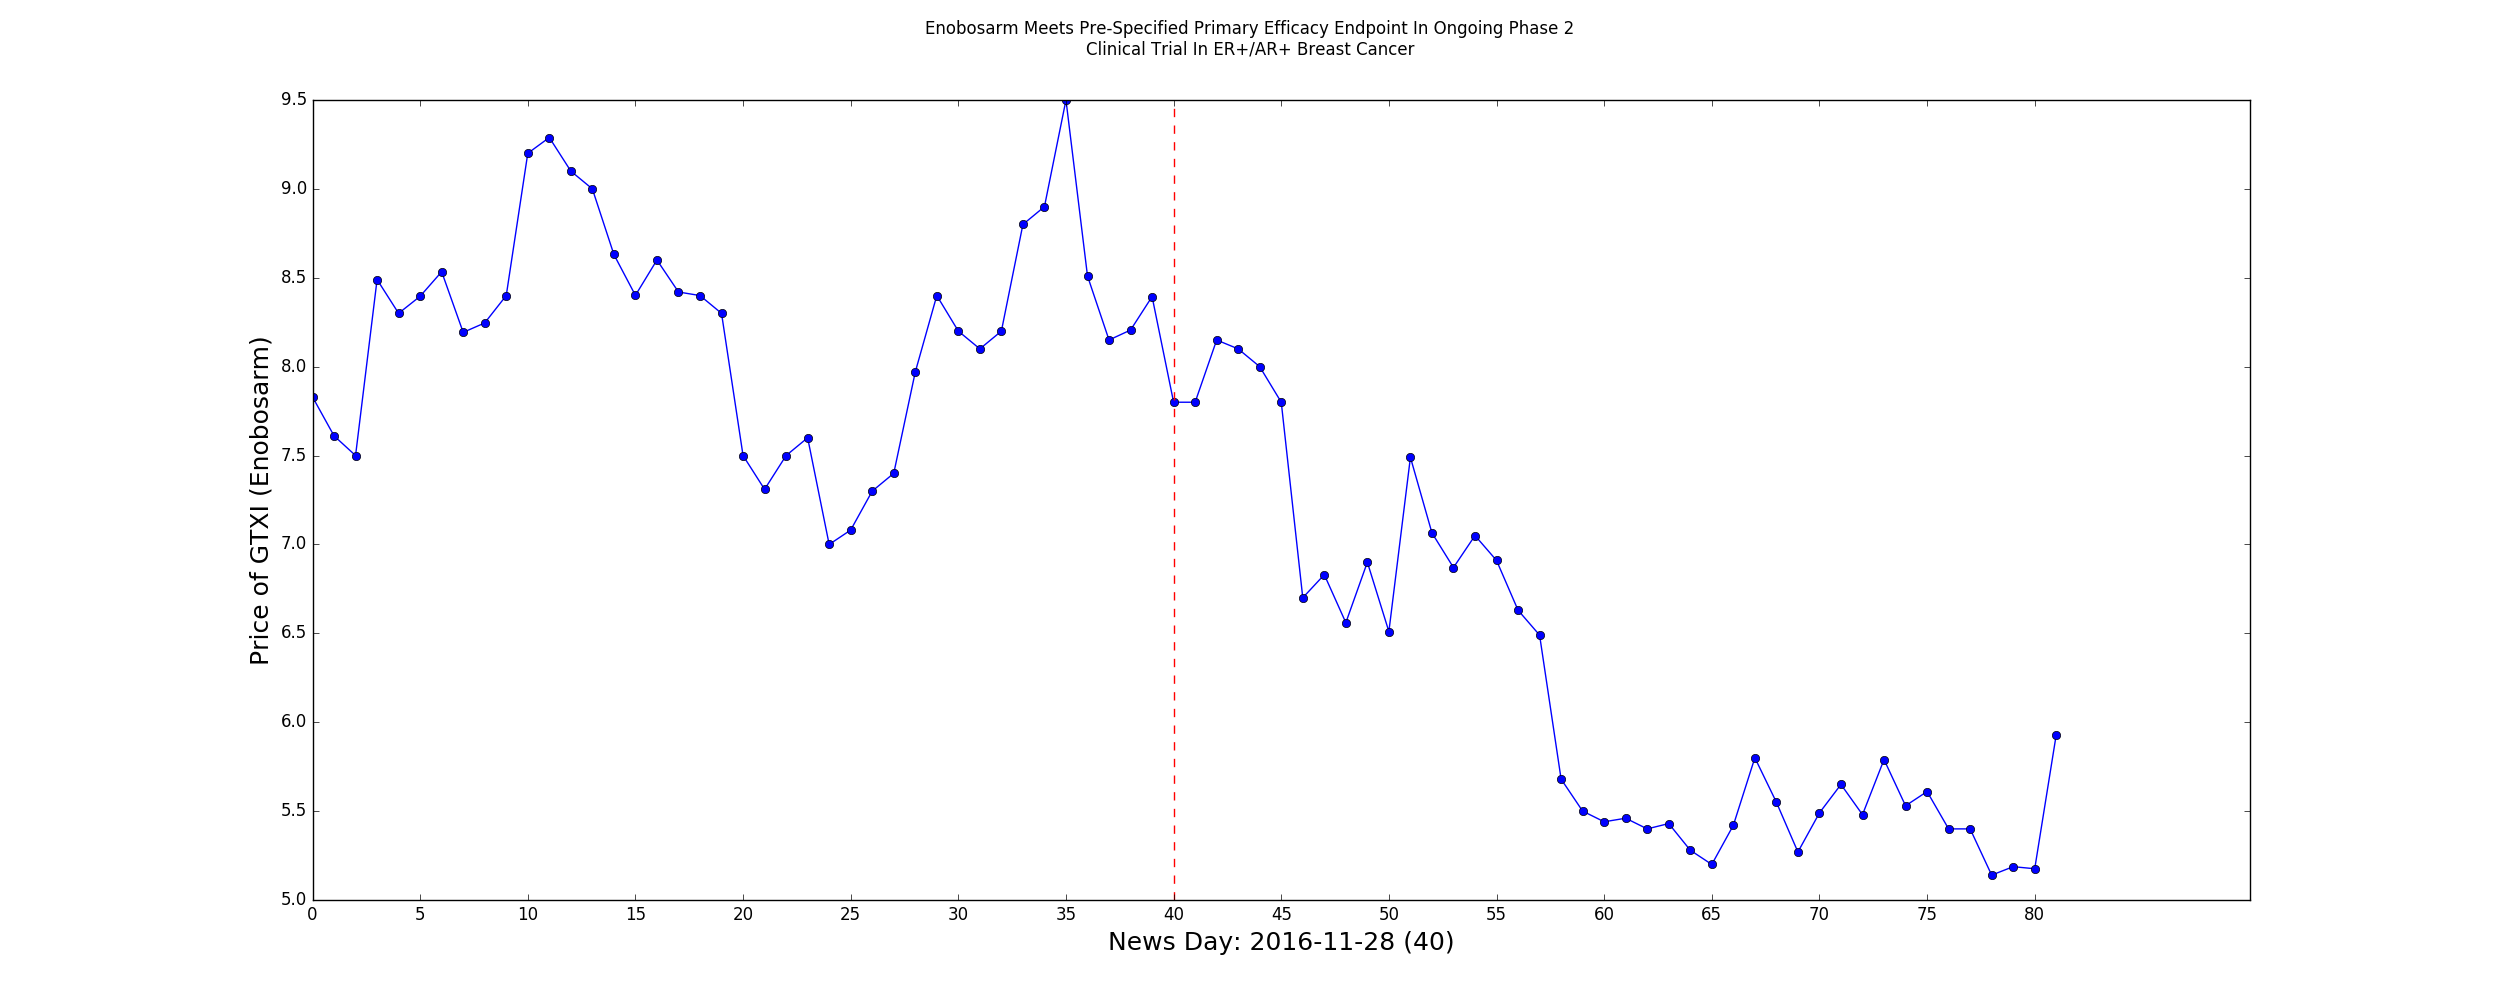 Enobosarm Meets Pre-Specified Primary Efficacy Endpoint In Ongoing Phase 2
Clinical Trial In ER+/AR+ Breast Cancer
Price of GTXI (Enobosarm)
9.5
9.0
8.5
8.0
7.5
7.0
6.5
6.0
5.5
5.0
0 5 10 15 20 25 30 35 40 45 50 55 60 65 70 75 80
News Day: 2016-11-28 (40)